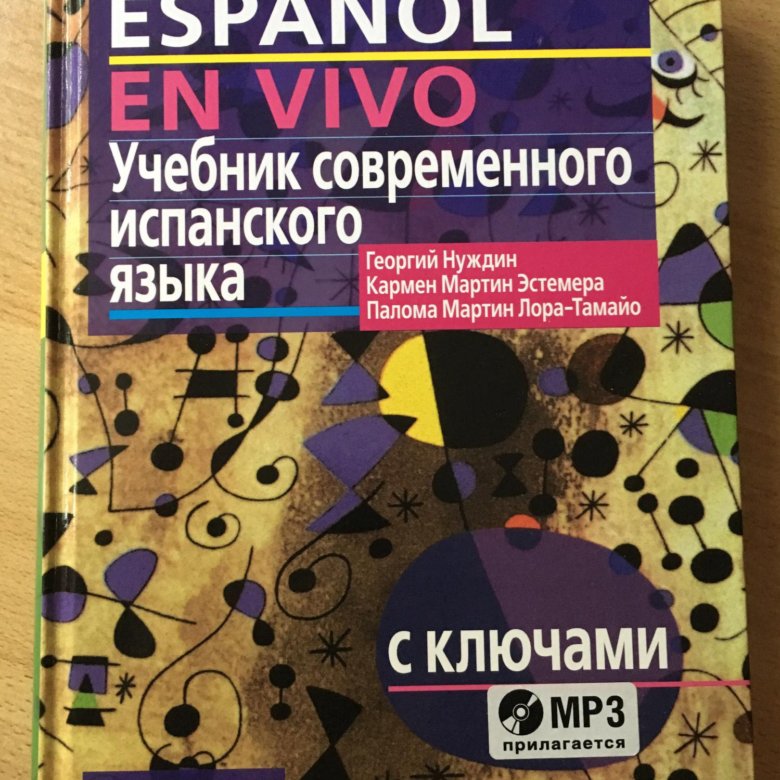 ESPAÑOL
EN VIVO
Учебник современного
испанского
языка
Георгий Нуждин
Кармен Мартин Эстемера
Палома Мартин Лора-Тамайо
с ключами
MP3
прилагается